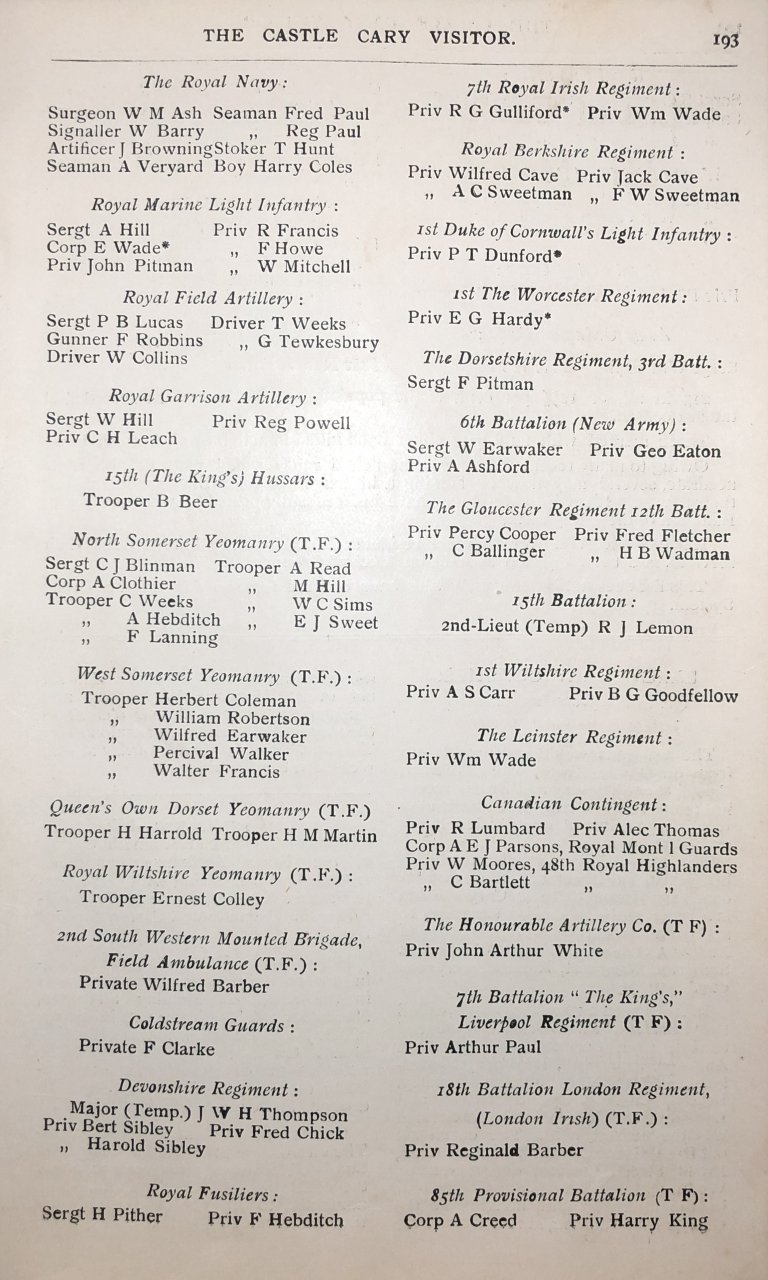 THE CASTLE CARY VISITOR. 193
The Royal Navy:
Surgeon W M Ash Seaman Fred Paul
Signaller W Barry „ Reg Paul
Artificer J Browning Stoker T Hunt
Seaman A Veryard Boy Harry Coles
Royal Marine Light Infantry :
Sergt A Hill Priv R Francis
Corp E Wade* „ F Howe
Priv John Pitman „ W Mitchell
Royal Field Artillery :
Sergt P B Lucas Driver T Weeks
Gunner F Robbins „ G Tewkesbury
Driver W Collins
Royal Garrison Artillery :
Sergt W Hill Priv Reg Powell
Priv C H Leach
15th (The King's) Hussars :
Trooper B Beer
North Somerset Yeomanry (T.F.) :
Sergt C J Blinman Trooper A Read
Corp A Clothier „ M Hill
Trooper C Weeks „ W C Sims
„ A Hebditch „ E J Sweet
„ F Lanning
West Somerset Yeomanry (T.F.) :
Trooper Herbert Coleman
„ William Robertson
„ Wilfred Earwaker
„ Percival Walker
„ Walter Francis
Queen's Own Dorset Yeomanry (T.F.)
Trooper H Harrold Trooper H M Martin
Royal Wiltshire Yeomanry (T.F.) :
Trooper Ernest Colley
2nd South Western Mounted Brigade,
Field Ambulance (T.F.) :
Private Wilfred Barber
Coldstream Guards :
Private F Clarke
Devonshire Regiment :
Major (Temp.) J W H Thompson
Priv Bert Sibley Priv Fred Chick
„ Harold Sibley
Royal Fusiliers :
Sergt H Pither Priv F Hebditch
7th Royal Irish Regiment :
Priv R G Gulliford* Priv Wm Wade
Royal Berkshire Regiment :
Priv Wilfred Cave Priv Jack Cave
„ A C Sweetman „ F W Sweetman
1st Duke of Cornwall's Light Infantry :
Priv P T Dunford*
1st The Worcester Regiment :
Priv E G Hardy*
The Dorsetshire Regiment, 3rd Batt. :
Sergt F Pitman
6th Battalion (New Army) :
Sergt W Earwaker Priv Geo Eaton
Priv A Ashford
The Gloucester Regiment 12th Batt. :
Priv Percy Cooper Priv Fred Fletcher
„ C Ballinger „ H B Wadman
15th Battalion :
2nd-Lieut (Temp) R J Lemon
1st Wiltshire Regiment :
Priv A S Carr Priv B G Goodfellow
The Leinster Regiment :
Priv Wm Wade
Canadian Contingent :
Priv R Lumbard Priv Alec Thomas
Corp A E J Parsons, Royal Mont l Guards
Priv W Moores, 48th Royal Highlanders
„ C Bartlett „ „
The Honourable Artillery Co. (T F) :
Priv John Arthur White
7th Battalion “ The King's,”
Liverpool Regiment (T F) :
Priv Arthur Paul
18th Battalion London Regiment,
(London Irish) (T.F.) :
Priv Reginald Barber
85th Provisional Battalion (T F) :
Corp A Creed Priv Harry King